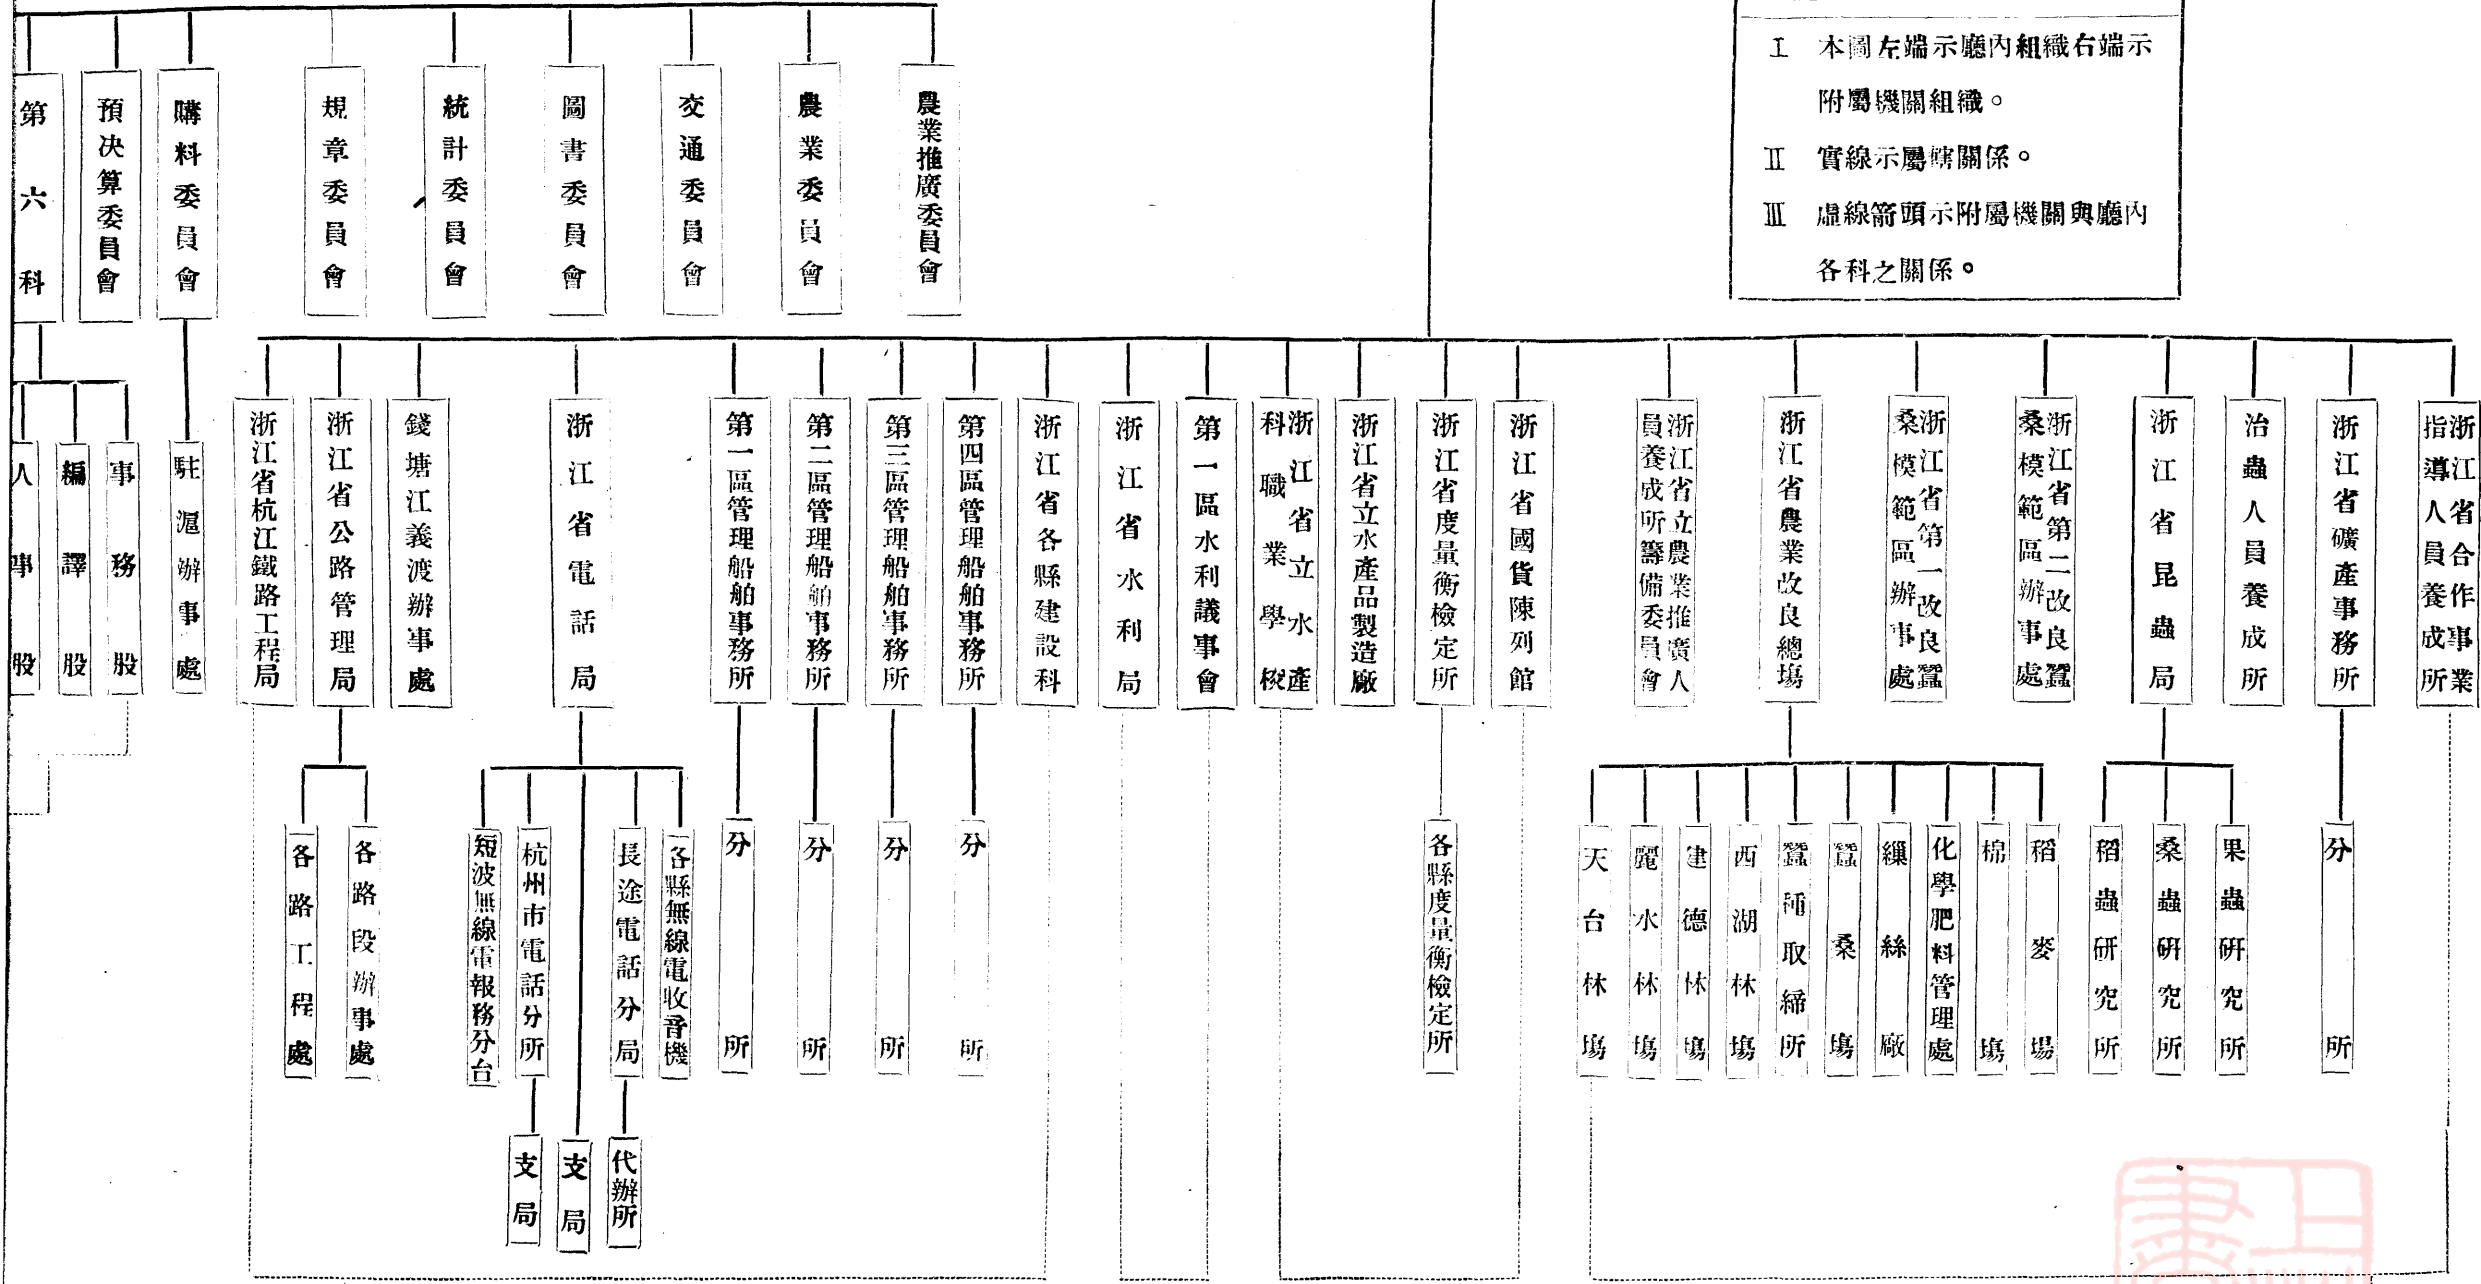 I 本圖左端示廳內組織右端示
附屬機關組織。
II 實線示屬轄關係。
III 虛線箭頭示附屬機關與廳內
各科之關係。
第六科
預决算委員會
購料委員會
規章委員會
統計委員會
圖書委員會
交通委員會
農業委員會
農業推廣委員會
人事股
編譯股
事務股
駐滬辦事處
浙江省杭江鐵路工程局
浙江省公路管理局
錢塘江義渡辦事處
浙江省電話局
第一區管理船舶事務所
第二區管理船舶事務所
第三區管理船舶事務所
第四區管理船舶事務所
浙江省各縣建設科
浙江省水利局
第一區水利議事會
浙江省立水產
科職業學校
浙江省立水產品製造廠
浙江省度量衡檢定所
浙江省國貨陳列館
浙江省立農業推廣人
員養成所籌備委員會
浙江省農業改良總場
浙江省第一改良蠶
桑模範區辦事處
浙江省第二改良蠶
桑模範區辦事處
浙江省昆蟲局
治蟲人員養成所
浙江省礦產事務所
浙江省合作事業
指導人員養成所
各路工程處
各路段辦事處
短波無線電報務分台
杭州市電話分所
長途電話分局
各縣無線電收音機
分所
分所
分所
分所
各縣度量衡檢定所
天台林場
麗水林場
建德林場
西湖林場
蠶種取締所
蠶桑場
繅絲廠
化學肥料管理處
棉場
稻麥場
稻蟲研究所
桑蟲研究所
果蟲研究所
分所
支局
支局
代辦所